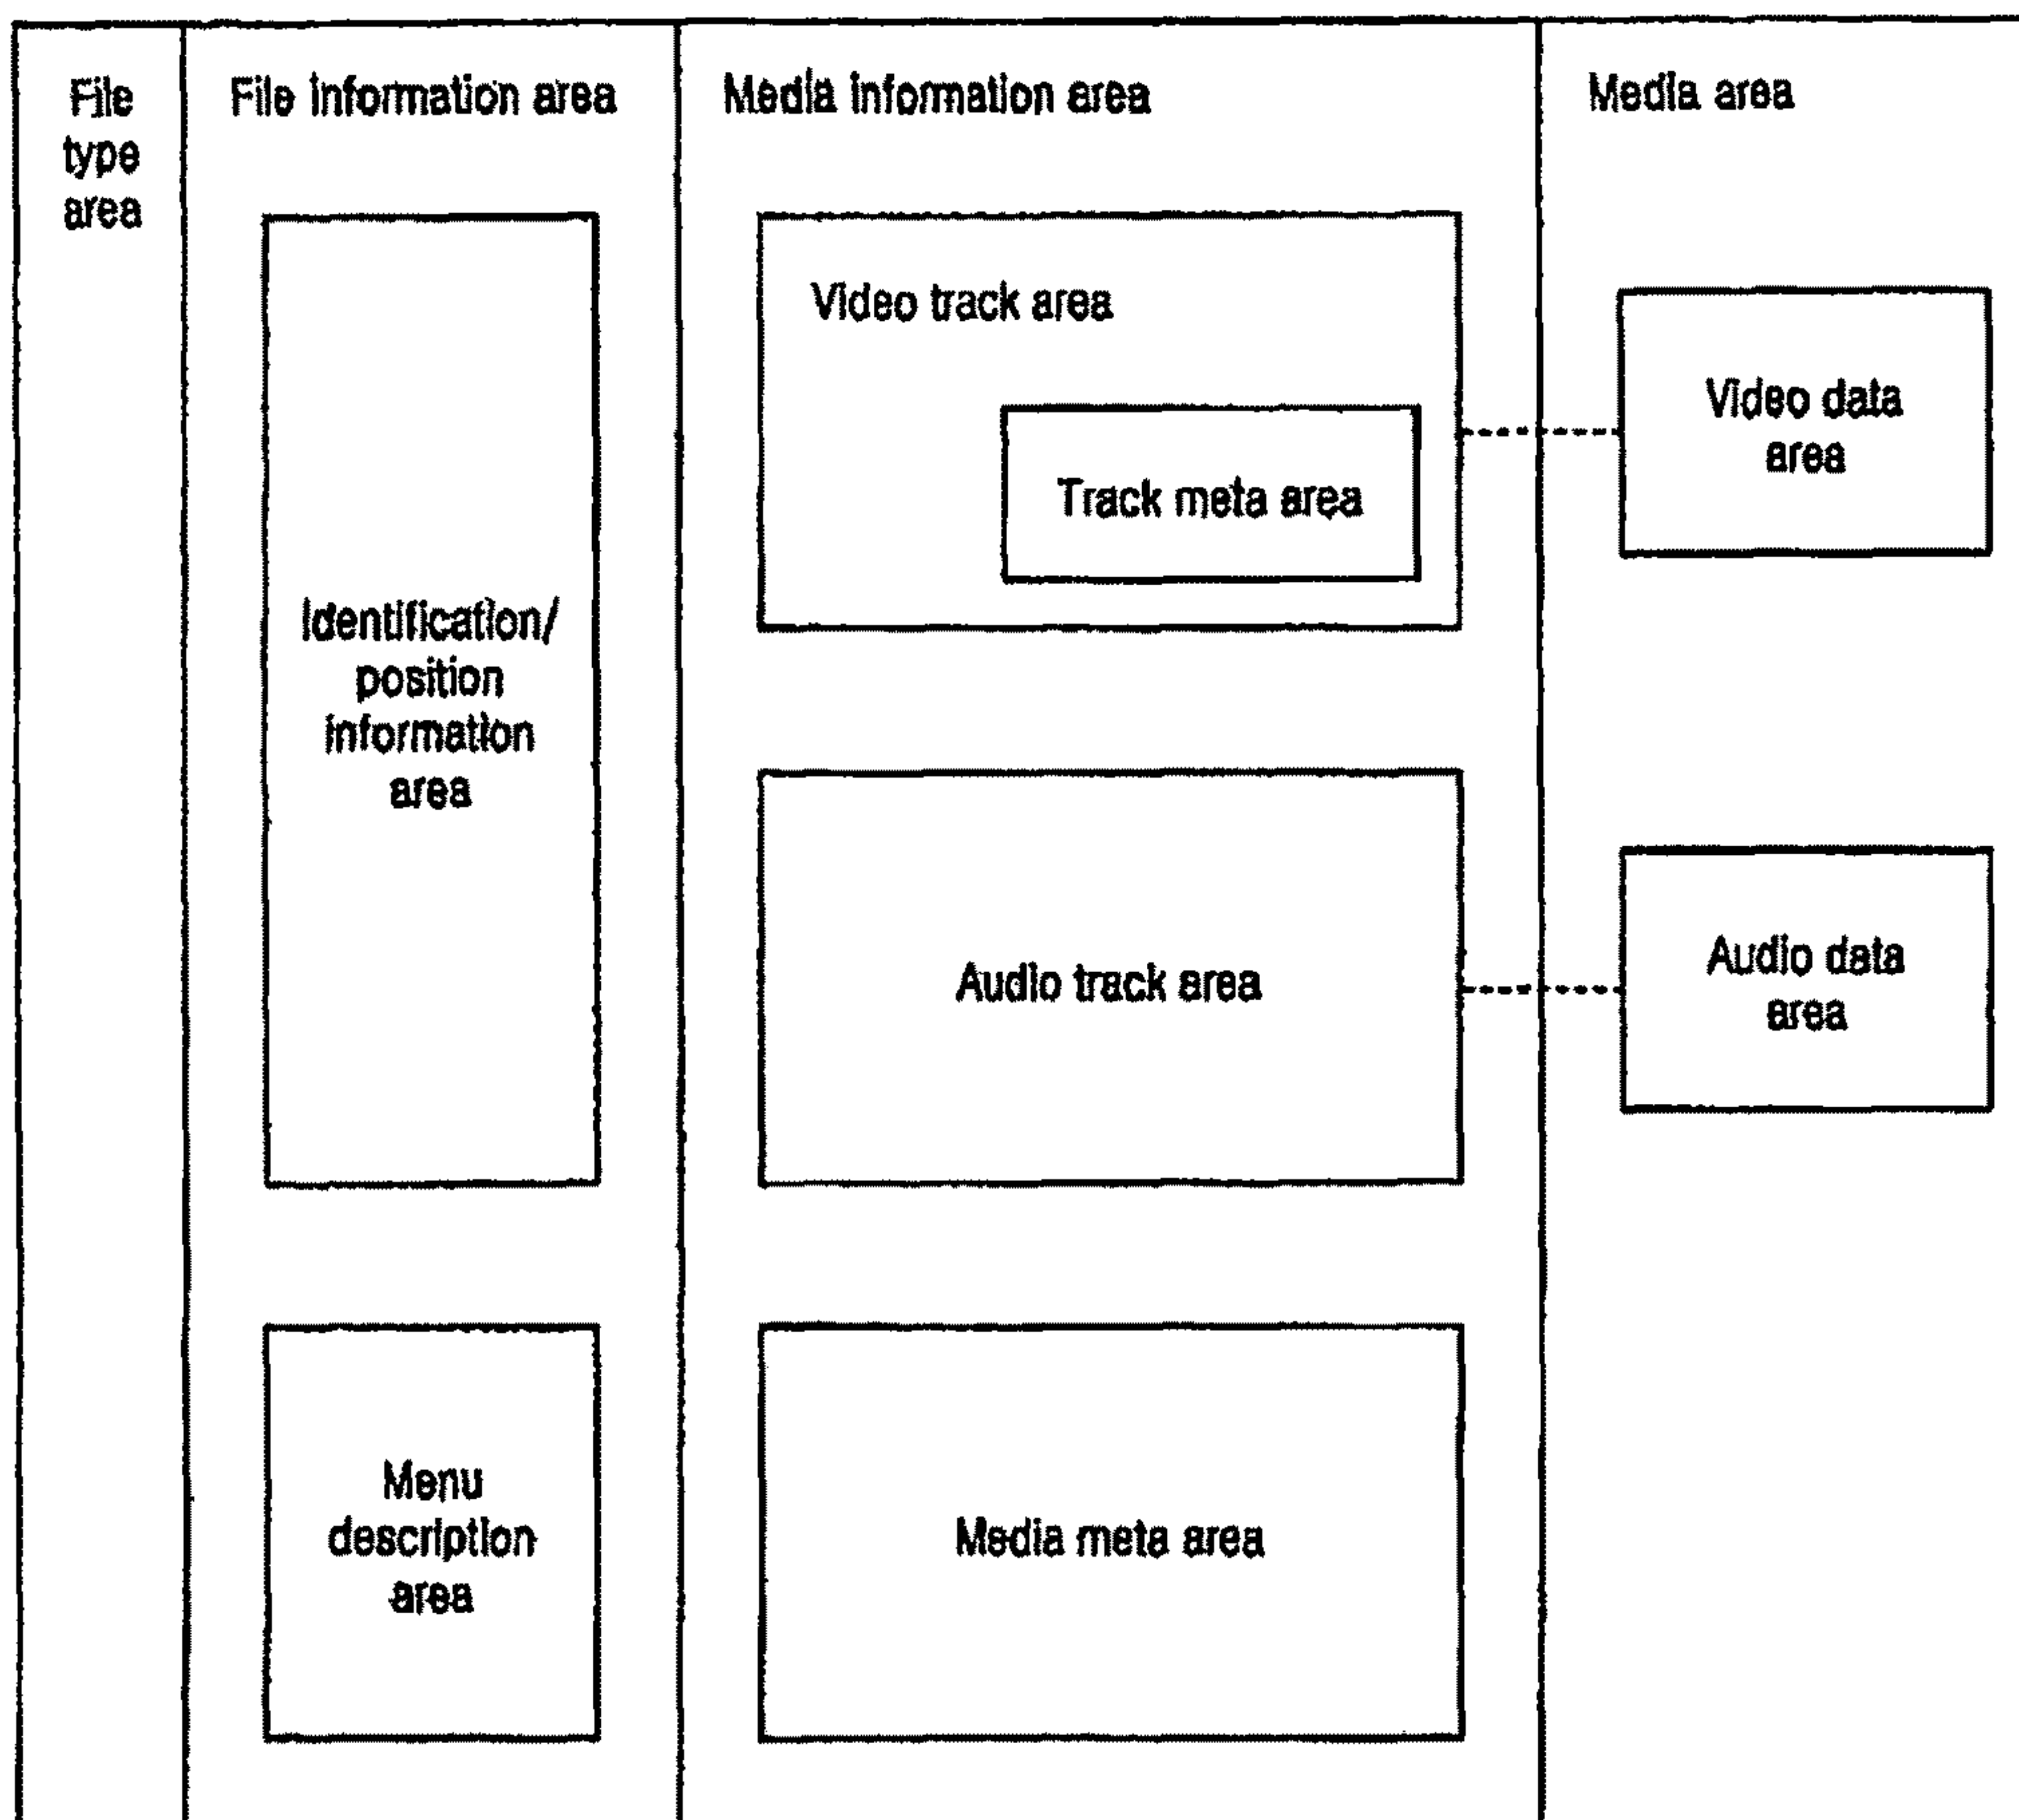 File
type
area
File information area
Identification/
position
information
area
Menu
description
area
Media information area
Video track area
Track meta area
Audio track area
Media meta area
Media area
Video data
area
Audio data
area